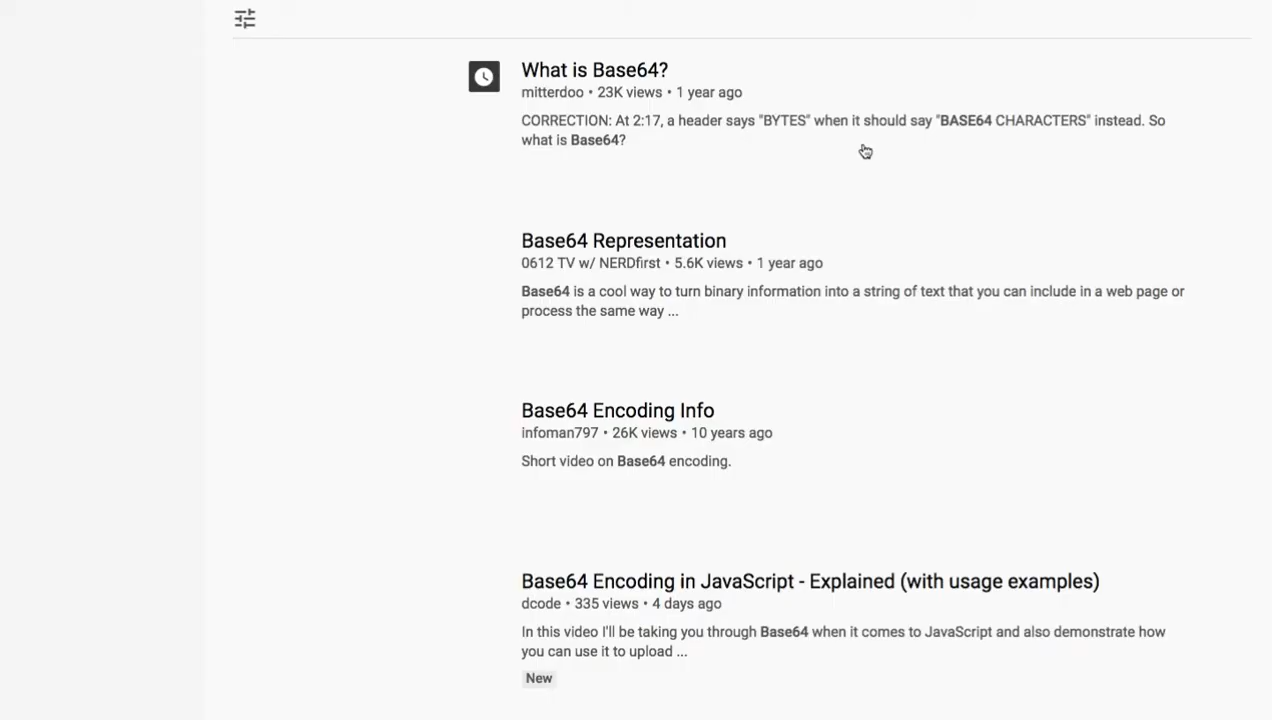 What is Base64?
mitterdoo • 23K views • 1 year ago
CORRECTION: At 2:17, a header says "BYTES" when it should say "BASE64 CHARACTERS" instead. So
what is Base64?
Base64 Representation
0612 TV w/ NERDfirst • 5.6K views • 1 year ago
Base64 is a cool way to turn binary information into a string of text that you can include in a web page or
process the same way ...
Base64 Encoding Info
infoman797 • 26K views • 10 years ago
Short video on Base64 encoding.
Base64 Encoding in JavaScript - Explained (with usage examples)
dcode • 335 views • 4 days ago
In this video I'll be taking you through Base64 when it comes to JavaScript and also demonstrate how
you can use it to upload ...
New